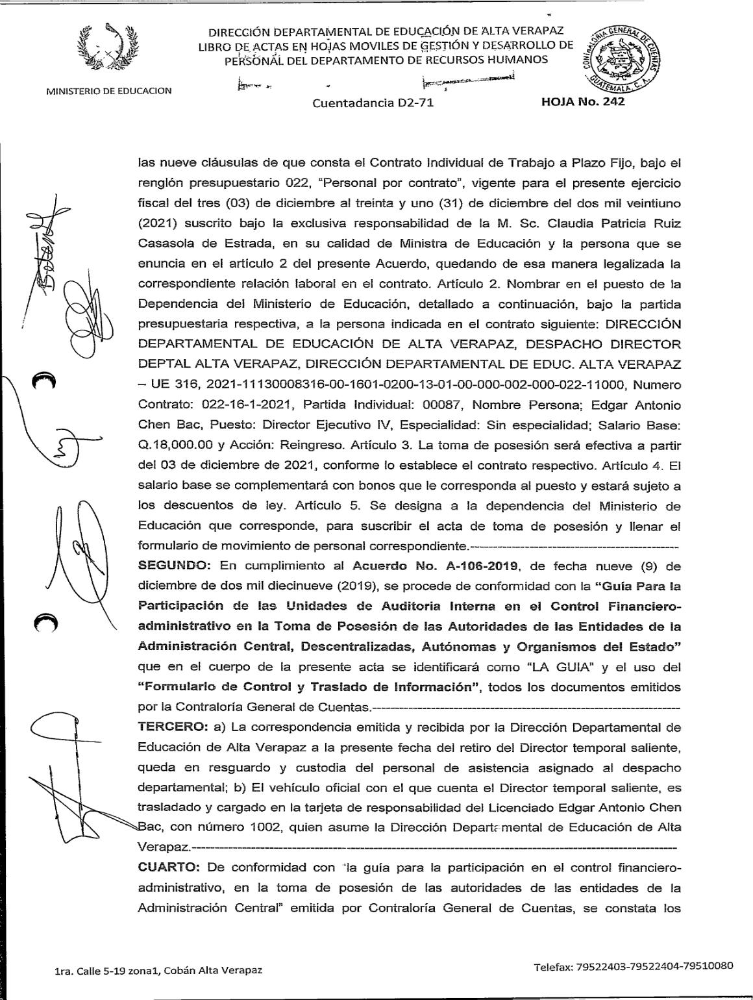 DIRECCIÓN DEPARTAMENTAL DE EDUCACIÓN DE ALTA VERAPAZ
LIBRO DE ACTAS EN HOJAS MOVILES DE GESTIÓN Y DESARROLLO DE
PERSONAL DEL DEPARTAMENTO DE RECURSOS HUMANOS
CONTRALORIA GENERAL DE CUENTAS
GUATEMALA, C. A.
MINISTERIO DE EDUCACION
Cuentadancia D2-71
HOJA No. 242
las nueve cláusulas de que consta el Contrato Individual de Trabajo a Plazo Fijo, bajo el
renglón presupuestario 022, “Personal por contrato”, vigente para el presente ejercicio
fiscal del tres (03) de diciembre al treinta y uno (31) de diciembre del dos mil veintiuno
(2021) suscrito bajo la exclusiva responsabilidad de la M. Sc. Claudia Patricia Ruiz
Casasola de Estrada, en su calidad de Ministra de Educación y la persona que se
enuncia en el artículo 2 del presente Acuerdo, quedando de esa manera legalizada la
correspondiente relación laboral en el contrato. Artículo 2. Nombrar en el puesto de la
Dependencia del Ministerio de Educación, detallado a continuación, bajo la partida
presupuestaria respectiva, a la persona indicada en el contrato siguiente: DIRECCIÓN
DEPARTAMENTAL DE EDUCACIÓN DE ALTA VERAPAZ, DESPACHO DIRECTOR
DEPTAL ALTA VERAPAZ, DIRECCIÓN DEPARTAMENTAL DE EDUC. ALTA VERAPAZ
– UE 316, 2021-11130008316-00-1601-0200-13-01-00-000-002-000-022-11000, Numero
Contrato: 022-16-1-2021, Partida Individual: 00087, Nombre Persona; Edgar Antonio
Chen Bac, Puesto: Director Ejecutivo IV, Especialidad: Sin especialidad; Salario Base:
Q.18,000.00 y Acción: Reingreso. Artículo 3. La toma de posesión será efectiva a partir
del 03 de diciembre de 2021, conforme lo establece el contrato respectivo. Artículo 4. El
salario base se complementará con bonos que le corresponda al puesto y estará sujeto a
los descuentos de ley. Artículo 5. Se designa a la dependencia del Ministerio de
Educación que corresponde, para suscribir el acta de toma de posesión y llenar el
formulario de movimiento de personal correspondiente.-----------------------------------------------
SEGUNDO: En cumplimiento al Acuerdo No. A-106-2019, de fecha nueve (9) de
diciembre de dos mil diecinueve (2019), se procede de conformidad con la “Guía Para la
Participación de las Unidades de Auditoria Interna en el Control Financiero-
administrativo en la Toma de Posesión de las Autoridades de las Entidades de la
Administración Central, Descentralizadas, Autónomas y Organismos del Estado”
que en el cuerpo de la presente acta se identificará como “LA GUIA” y el uso del
“Formulario de Control y Traslado de Información”, todos los documentos emitidos
por la Contraloría General de Cuentas.---------------------------------------------------------------------
TERCERO: a) La correspondencia emitida y recibida por la Dirección Departamental de
Educación de Alta Verapaz a la presente fecha del retiro del Director temporal saliente,
queda en resguardo y custodia del personal de asistencia asignado al despacho
departamental; b) El vehículo oficial con el que cuenta el Director temporal saliente, es
trasladado y cargado en la tarjeta de responsabilidad del Licenciado Edgar Antonio Chen
Bac, con número 1002, quien asume la Dirección Departamental de Educación de Alta
Verapaz.-------------------------------------------------------------------------------------------------------------
CUARTO: De conformidad con “la guía para la participación en el control financiero-
administrativo, en la toma de posesión de las autoridades de las entidades de la
Administración Central” emitida por Contraloría General de Cuentas, se constata los
1ra. Calle 5-19 zona1, Cobán Alta Verapaz
Telefax: 79522403-79522404-79510080